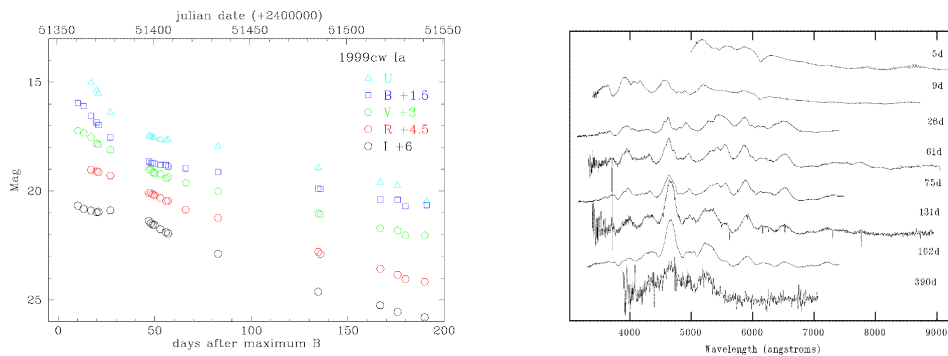 julian date (+2400000)
51350 51400 51450 51500 51550
1999cw Ia
U
B +1.5
V +3
R +4.5
I +6
15
20
25
Mag
0 50 100 150 200
days after maximum B
5d
9d
26d
61d
75d
131d
162d
390d
4000 5000 6000 7000 8000 9000
Wavelength (angstroms)